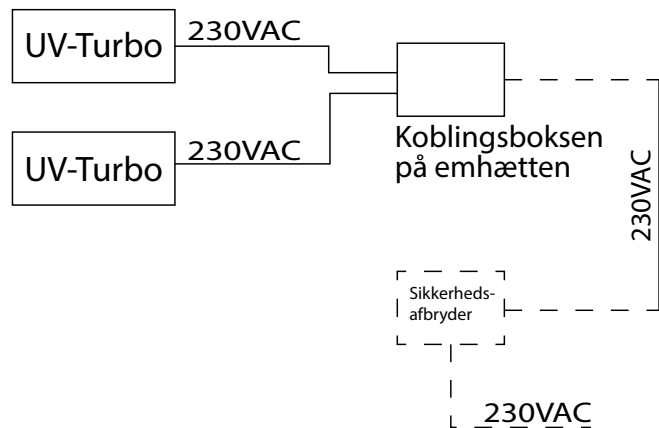 UV-Turbo
230VAC
UV-Turbo
230VAC
Koblingsboksen
på emhætten
230VAC
Sikkerheds-
afbryder
230VAC